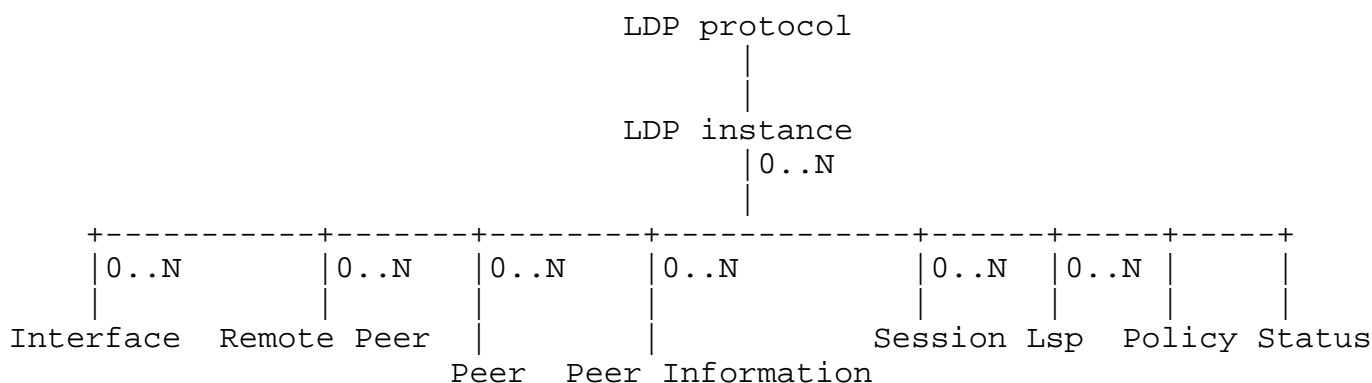 LDP protocol
|
|
LDP instance
|0..N
|
+-----------+-------+--------+-------------+------+-----+-----+
|0..N |0..N |0..N |0..N |0..N |0..N | |
| | | | | | | |
Interface Remote Peer | | Session Lsp Policy Status
Peer Peer Information